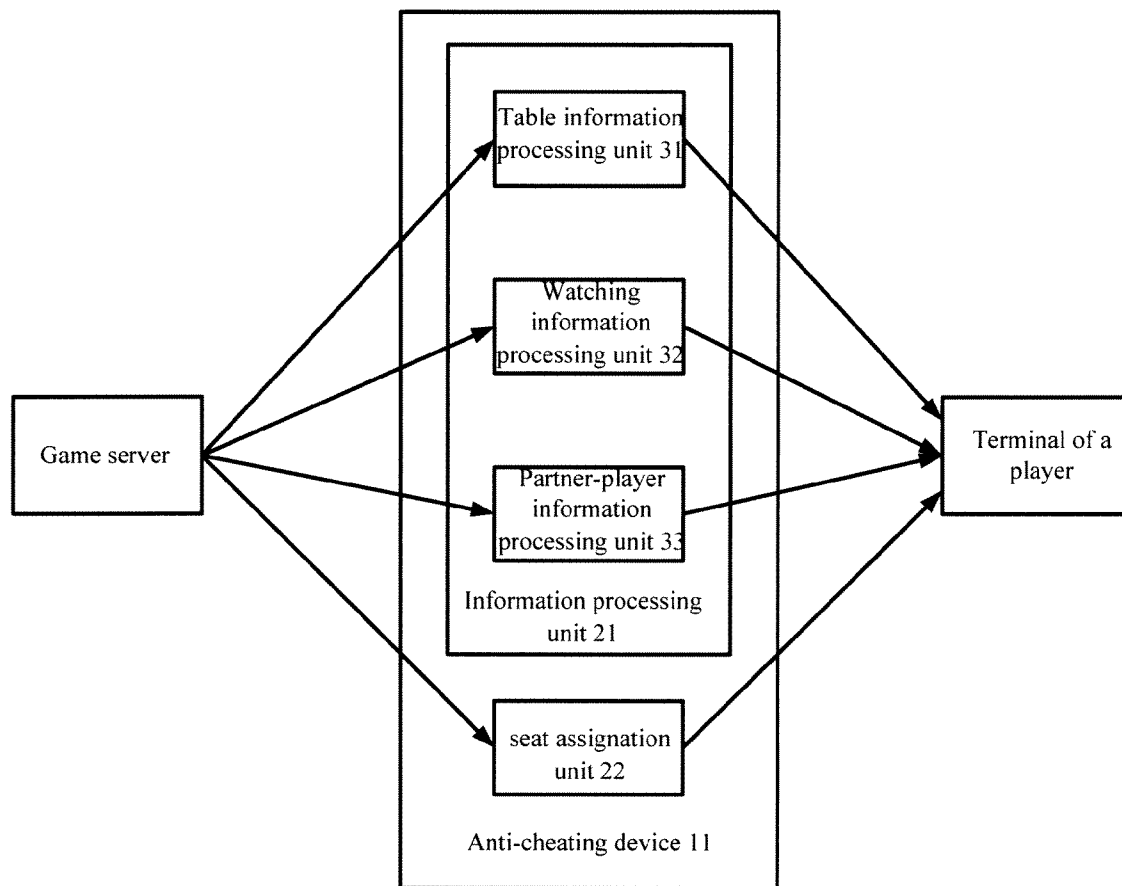 Table information
processing unit 31
Watching
information
processing unit 32
Game server
Terminal of a
player
Partner-player
information
processing unit 33
Information processing
unit 21
seat assignation
unit 22
Anti-cheating device 11